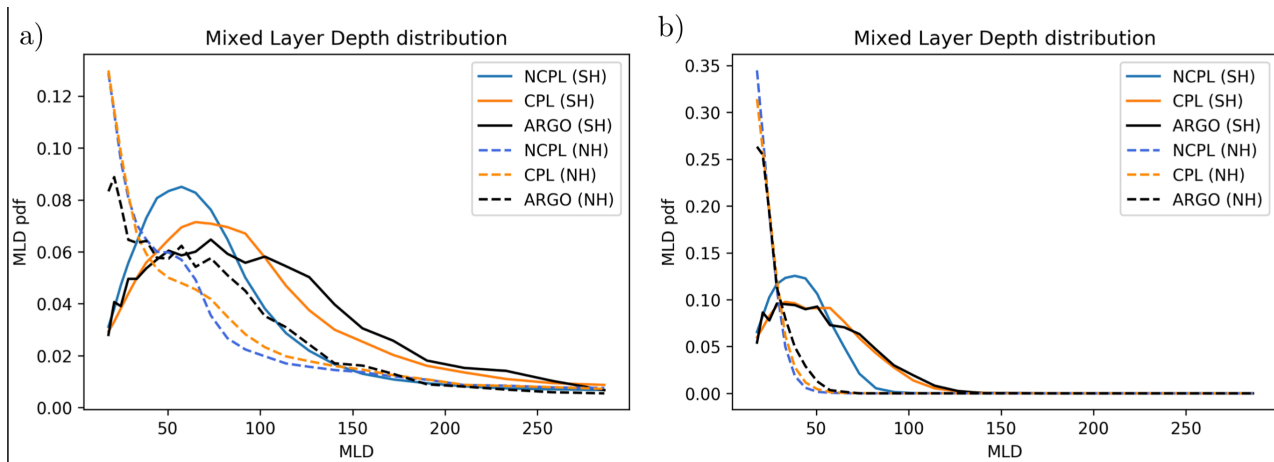 a)
Mixed Layer Depth distribution
MLD pdf
0.12
0.10
0.08
0.06
0.04
0.02
0.00
NCPL (SH)
CPL (SH)
ARGO (SH)
NCPL (NH)
CPL (NH)
ARGO (NH)
50 100 150 200 250
MLD
b)
Mixed Layer Depth distribution
MLD pdf
0.35
0.30
0.25
0.20
0.15
0.10
0.05
0.00
NCPL (SH)
CPL (SH)
ARGO (SH)
NCPL (NH)
CPL (NH)
ARGO (NH)
50 100 150 200 250
MLD